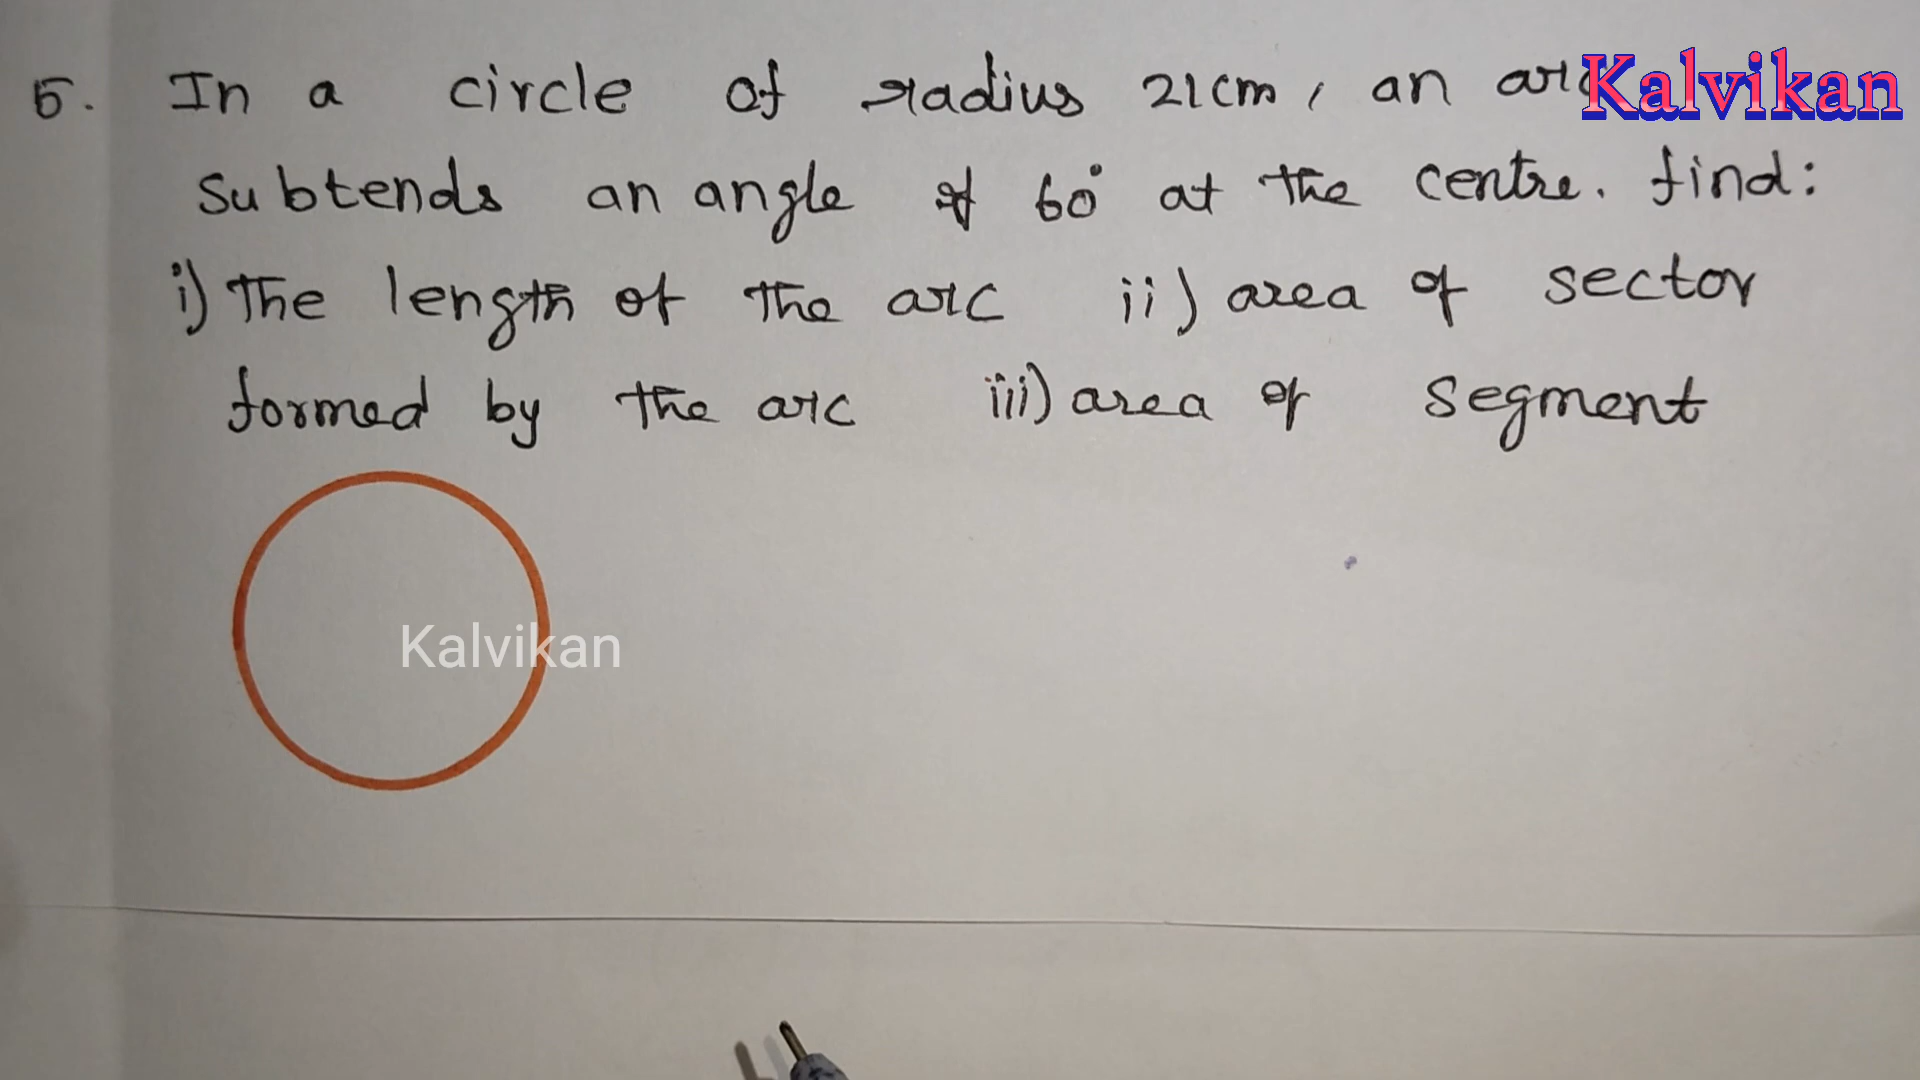 Kalvikan
5. In a circle of radius 21cm, an arc
subtends an angle of 60° at the centre. find:
i) The length of the arc ii) area of sector
formed by the arc iii) area of segment
Kalvikan